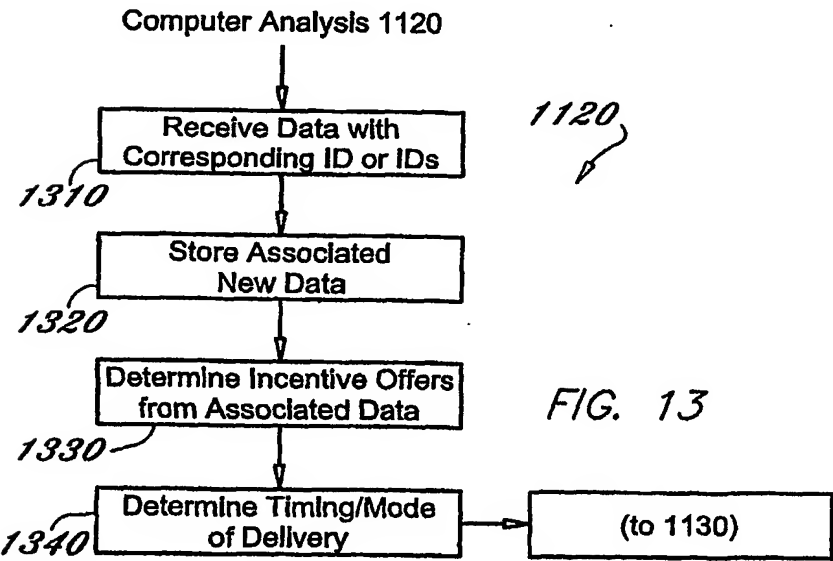 Computer Analysis 1120
1120
Receive Data with
Corresponding ID or IDs
1310
Store Associated
New Data
1320
Determine Incentive Offers
from Associated Data
1330
FIG. 13
Determine Timing/Mode
of Delivery
1340
(to 1130)